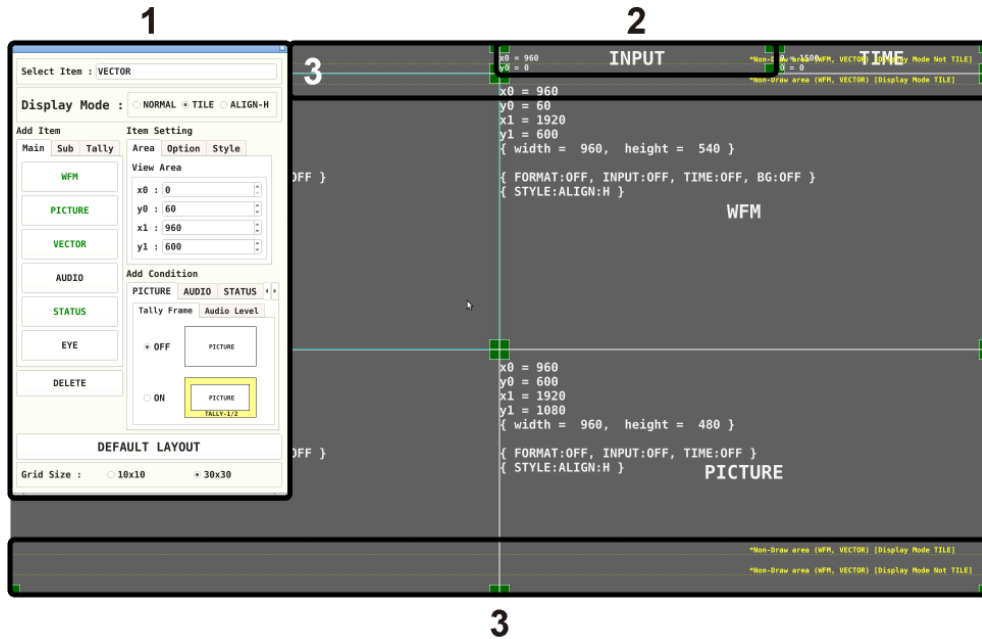 1
2
3
Select Item : VECTOR
Display Mode : NORMAL TILE ALIGN-H
Add Item
Main Sub Tally
WFM
PICTURE
VECTOR
AUDIO
STATUS
EYE
DELETE
Item Setting
Area Option Style
View Area
x0 : 0
y0 : 60
x1 : 960
y1 : 600
Add Condition
PICTURE AUDIO STATUS
Tally Frame Audio Level
OFF PICTURE
ON PICTURE
TALLY-1/2
DEFAULT LAYOUT
Grid Size : 10x10 30x30
x0 = 960
y0 = 0
INPUT
TIME
= 0
*Non-Draw area (WFM, VECTOR) [Display Mode Not TILE]
*Non-Draw area (WFM, VECTOR) [Display Mode TILE]
OFF }
x0 = 960
y0 = 60
x1 = 1920
y1 = 600
{ width = 960, height = 540 }
{ FORMAT:OFF, INPUT:OFF, TIME:OFF, BG:OFF }
{ STYLE:ALIGN:H }
WFM
OFF }
x0 = 960
y0 = 600
x1 = 1920
y1 = 1080
{ width = 960, height = 480 }
{ FORMAT:OFF, INPUT:OFF, TIME:OFF }
{ STYLE:ALIGN:H }
PICTURE
*Non-Draw area (WFM, VECTOR) [Display Mode TILE]
*Non-Draw area (WFM, VECTOR) [Display Mode Not TILE]
3